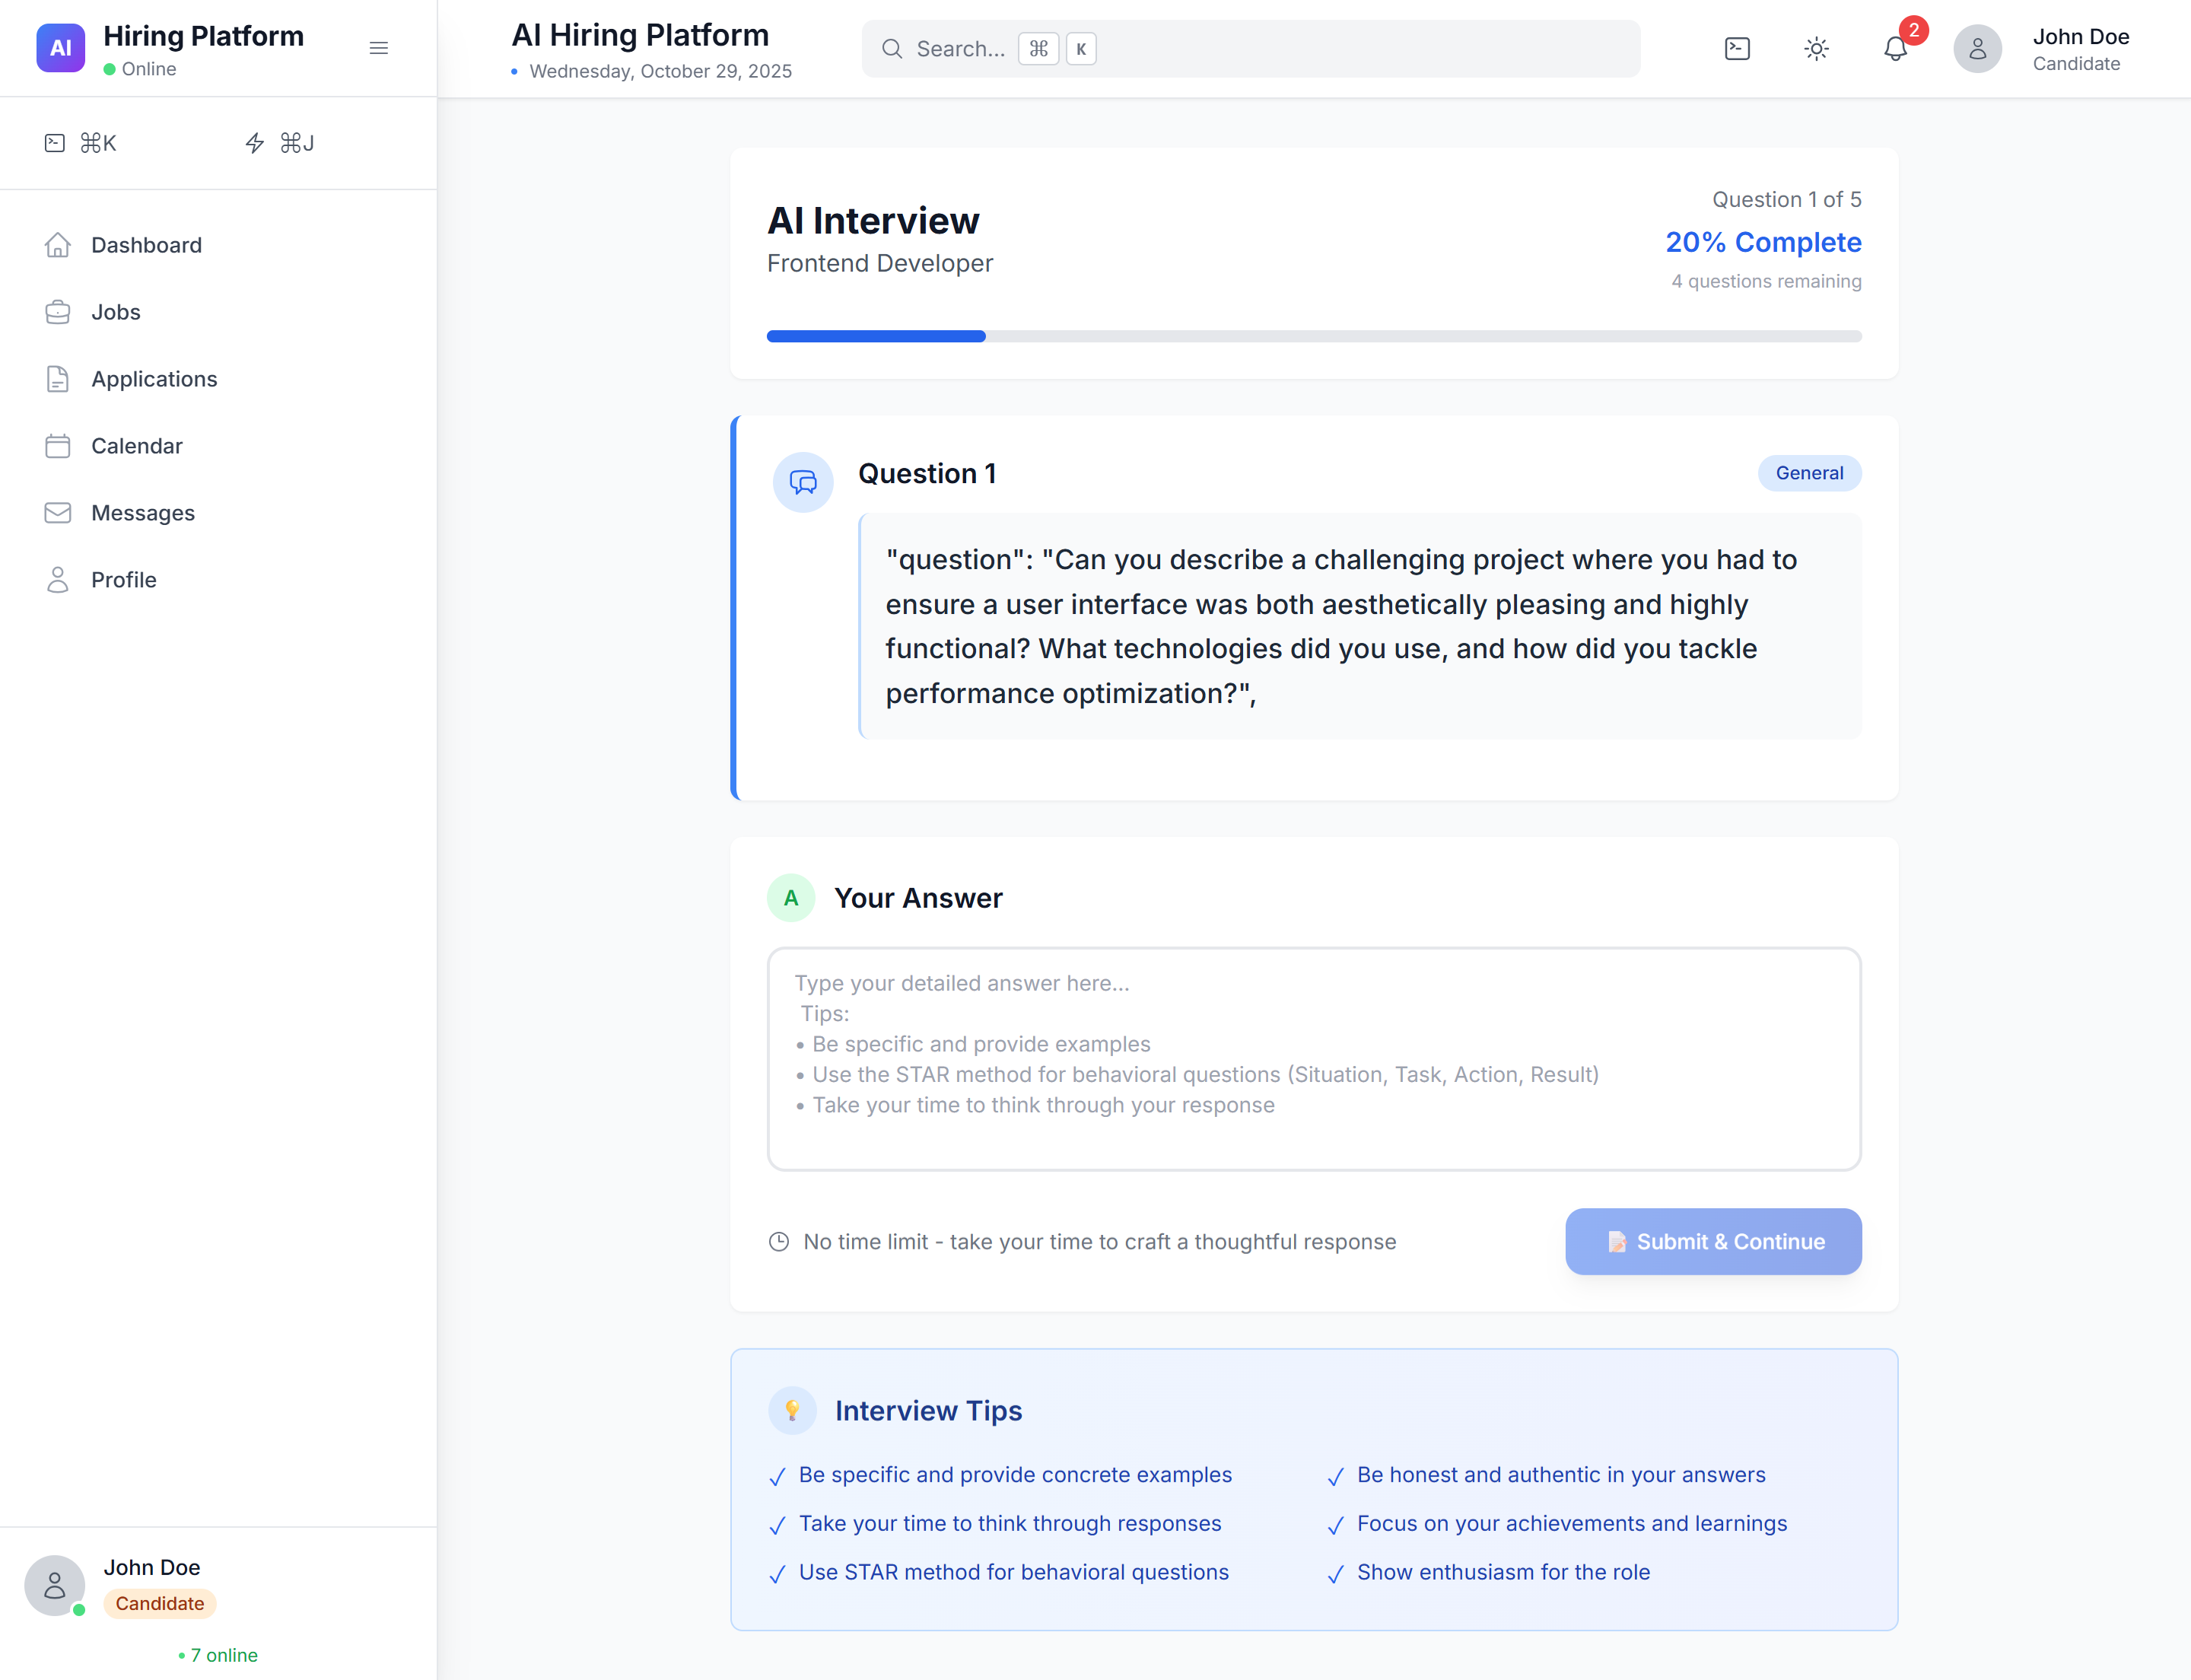 AI
Hiring Platform
Online
⌘K
⌘J
Dashboard
Jobs
Applications
Calendar
Messages
Profile
John Doe
Candidate
• 7 online
AI Hiring Platform
• Wednesday, October 29, 2025
Search... ⌘ K
2
John Doe
Candidate
AI Interview
Frontend Developer
Question 1 of 5
20% Complete
4 questions remaining
Question 1
General
"question": "Can you describe a challenging project where you had to
ensure a user interface was both aesthetically pleasing and highly
functional? What technologies did you use, and how did you tackle
performance optimization?",
A
Your Answer
Type your detailed answer here...
Tips:
• Be specific and provide examples
• Use the STAR method for behavioral questions (Situation, Task, Action, Result)
• Take your time to think through your response
No time limit - take your time to craft a thoughtful response
📝 Submit & Continue
💡 Interview Tips
✓ Be specific and provide concrete examples
✓ Take your time to think through responses
✓ Use STAR method for behavioral questions
✓ Be honest and authentic in your answers
✓ Focus on your achievements and learnings
✓ Show enthusiasm for the role